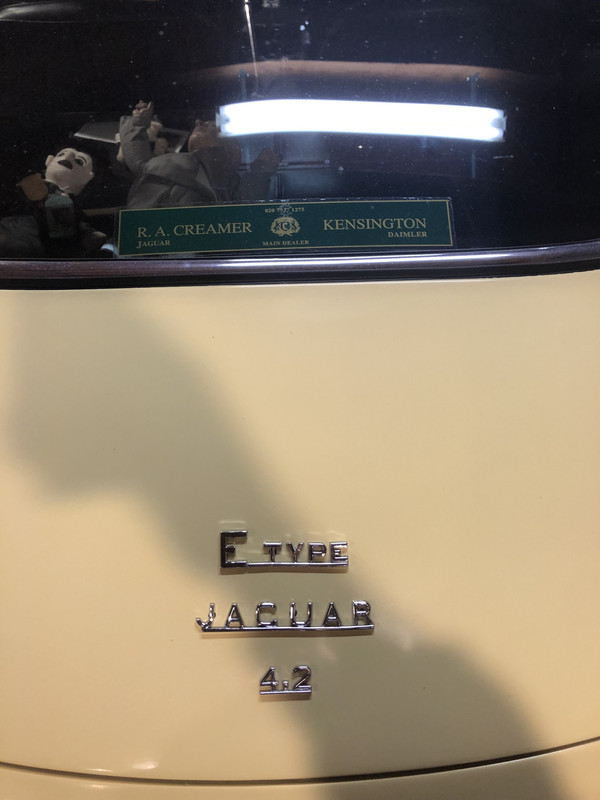 R. A. CREAMER KENSINGTON
JAGUAR MAIN DEALER DAIMLER
E TYPE
JAGUAR
4.2